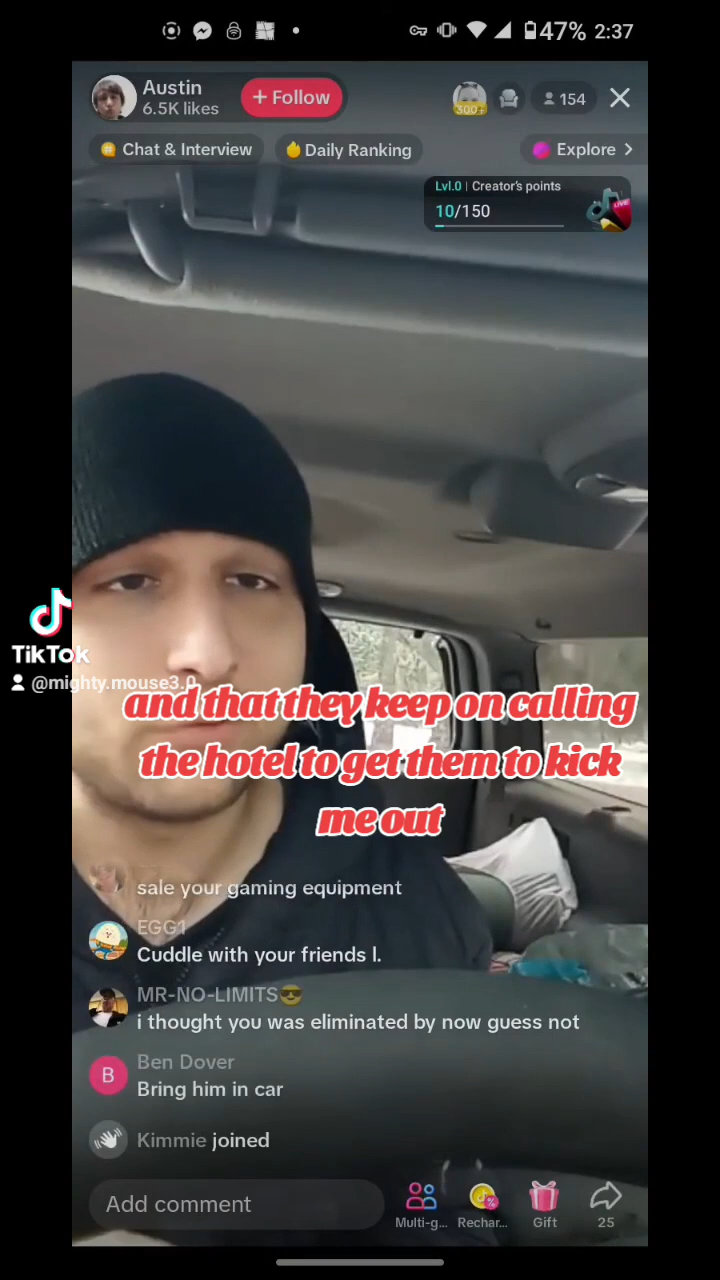 47% 2:37
Austin
6.5K likes
+ Follow
300+
154
Chat & Interview
Daily Ranking
Explore >
Lvl.0 | Creator's points
10/150
LIVE
TikTok
@mighty.mouse3.0
and that they keep on calling
the hotel to get them to kick
me out
sale your gaming equipment
EGG1
Cuddle with your friends l.
MR-NO-LIMITS😎
i thought you was eliminated by now guess not
B
Ben Dover
Bring him in car
Kimmie joined
Add comment
Multi-g...
Rechar...
Gift
25